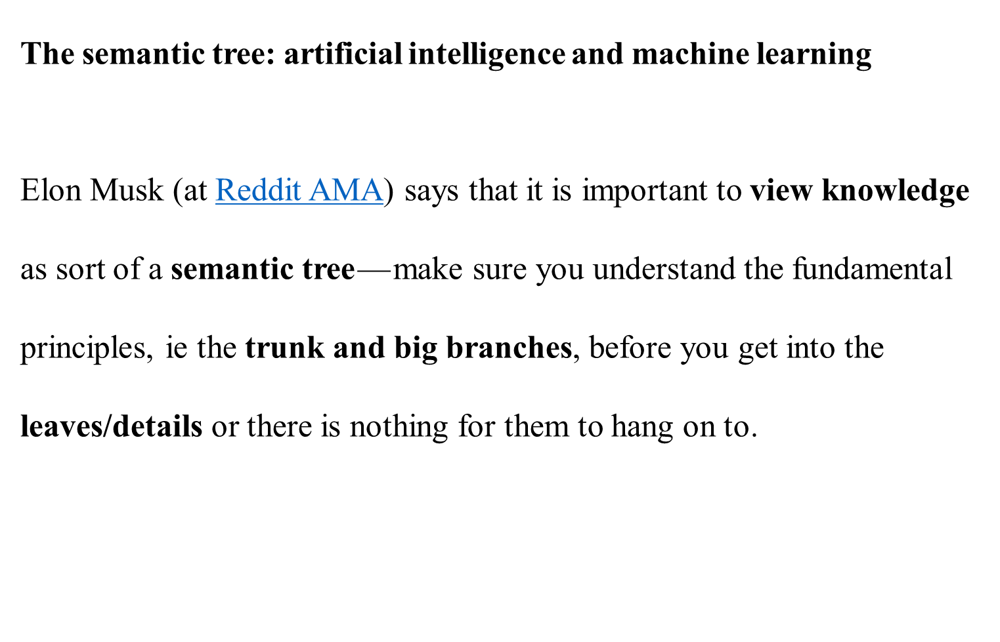 The semantic tree: artificial intelligence and machine learning
Elon Musk (at Reddit AMA) says that it is important to view knowledge
as sort of a semantic tree—make sure you understand the fundamental
principles, ie the trunk and big branches, before you get into the
leaves/details or there is nothing for them to hang on to.